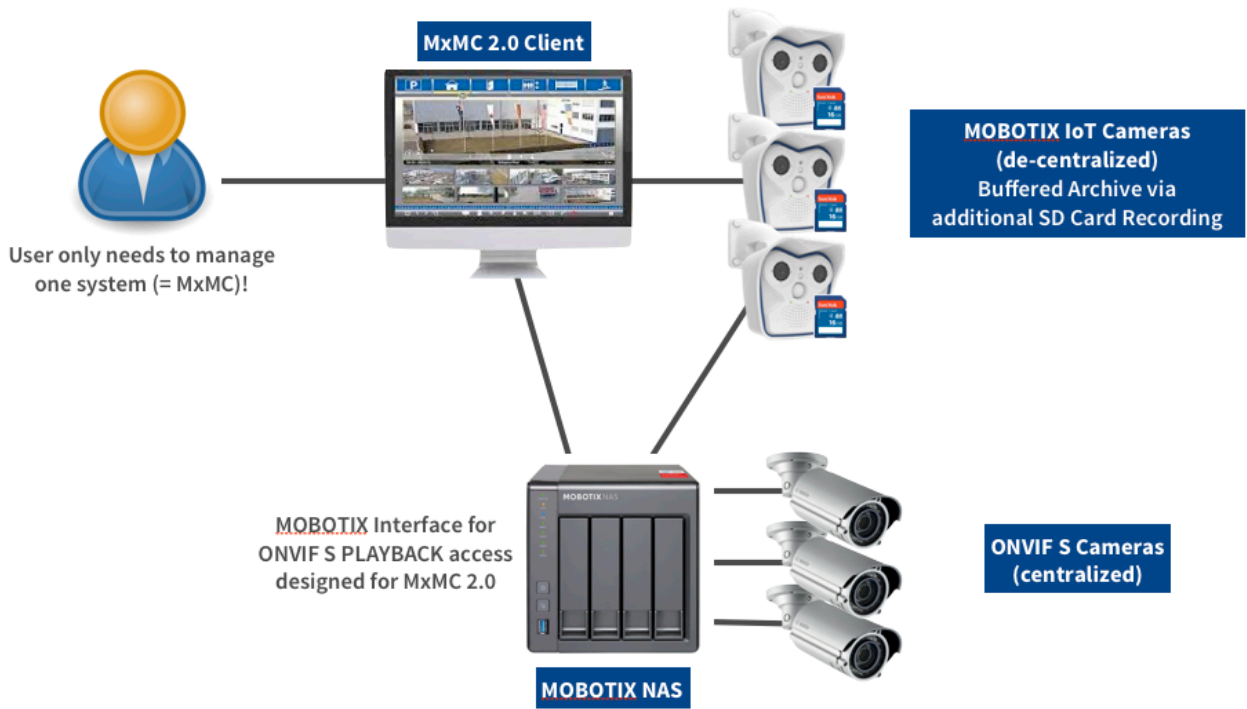 MxMC 2.0 Client
P
MOBOTIX IoT Cameras
(de-centralized)
Buffered Archive via
additional SD Card Recording
User only needs to manage
one system (= MxMC)!
MOBOTIX NAS
MOBOTIX Interface for
ONVIF S PLAYBACK access
designed for MxMC 2.0
ONVIF S Cameras
(centralized)
MOBOTIX NAS